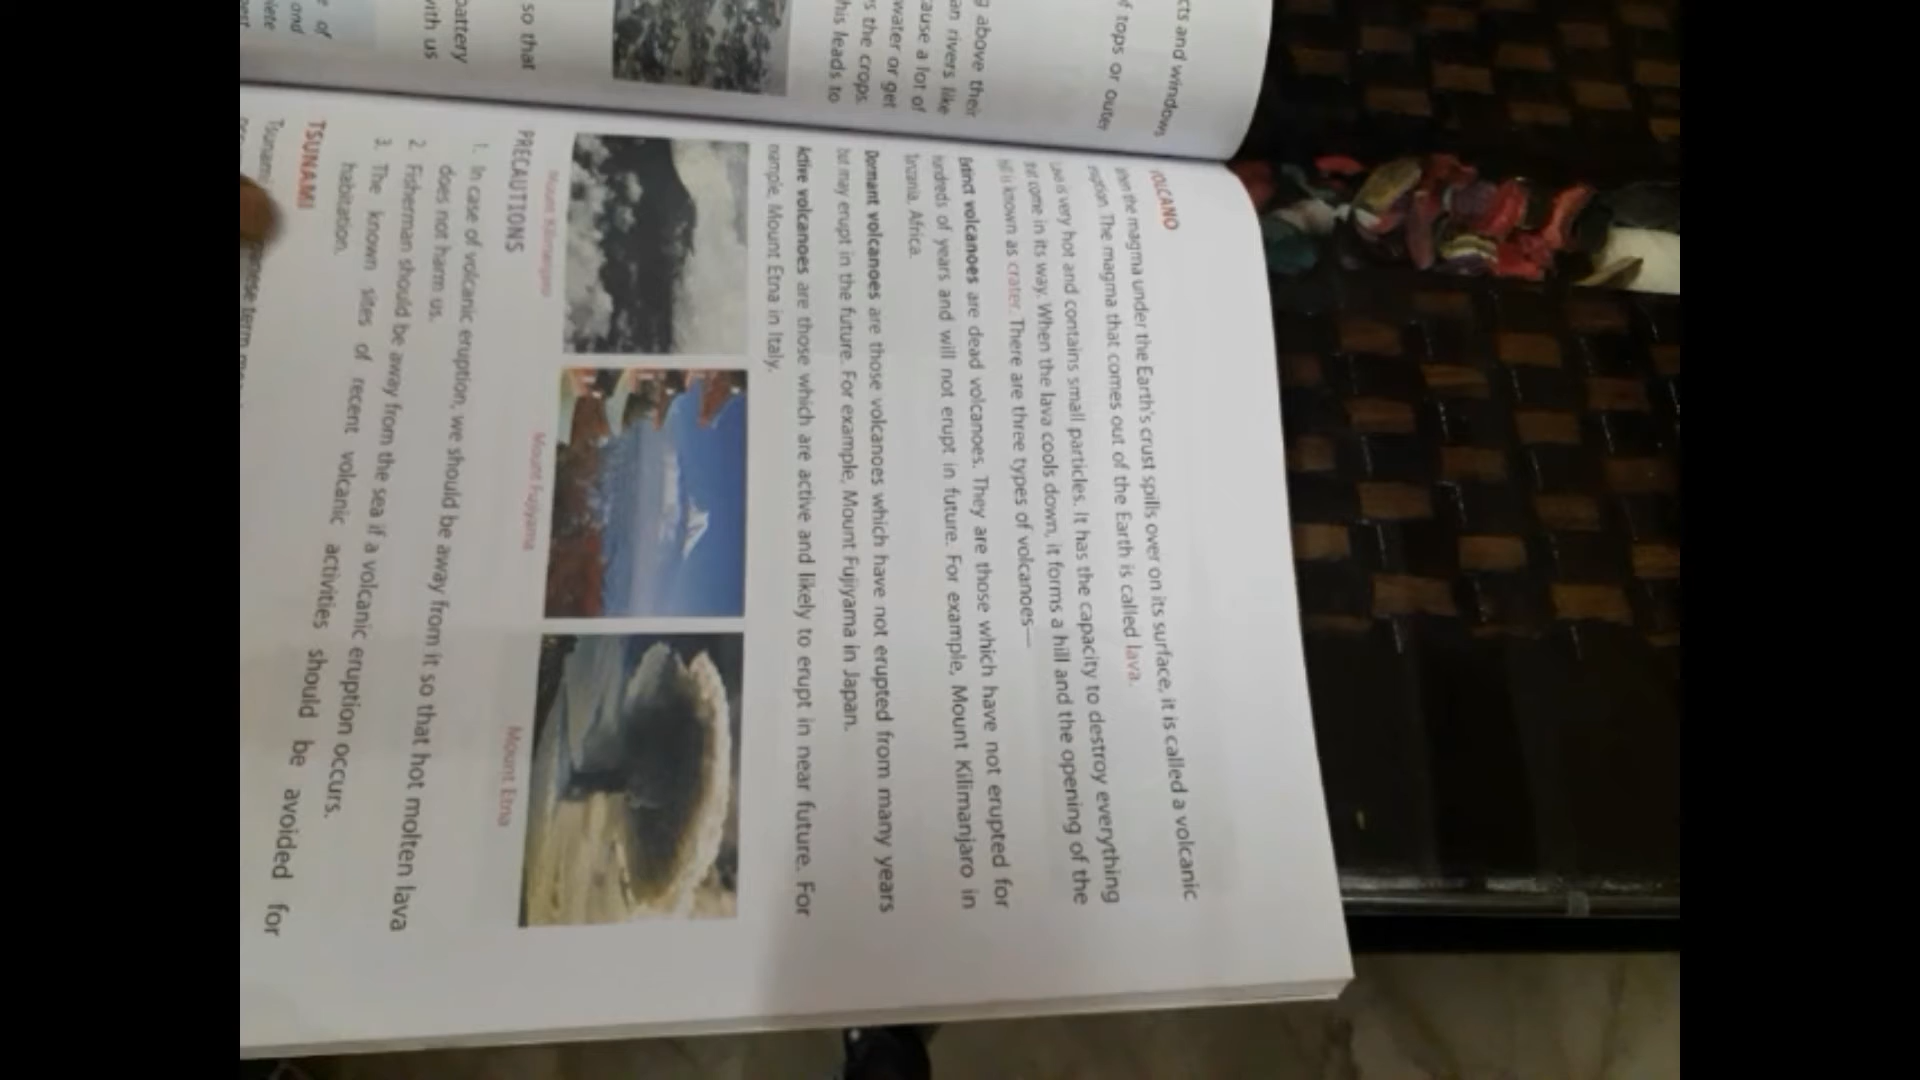 cts and windows
f tops or outer
g above their
an rivers like
cause a lot of
water or get
s the crops.
his leads to
so that
battery
with us
e of
and
VOLCANO
When the magma under the Earth's crust spills over on its surface, it is called a volcanic
eruption. The magma that comes out of the Earth is called lava.
Lava is very hot and contains small particles. It has the capacity to destroy everything
that come in its way. When the lava cools down, it forms a hill and the opening of the
hill is known as crater. There are three types of volcanoes—
volcanoes are dead volcanoes. They are those which have not erupted for
hundreds of years and will not erupt in future. For example, Mount Kilimanjaro in
Tanzania, Africa.
Dormant volcanoes are those volcanoes which have not erupted from many years
but may erupt in the future. For example, Mount Fujiyama in Japan.
Active volcanoes are those which are active and likely to erupt in near future. For
example, Mount Etna in Italy.
Mount Kilimanjaro
Mount Fujiyama
Mount Etna
PRECAUTIONS
1. In case of volcanic eruption, we should be away from it so that hot molten lava
does not harm us.
2. Fisherman should be away from the sea if a volcanic eruption occurs.
3. The known sites of recent volcanic activities should be avoided for
habitation.
TSUNAMI
Tsunami